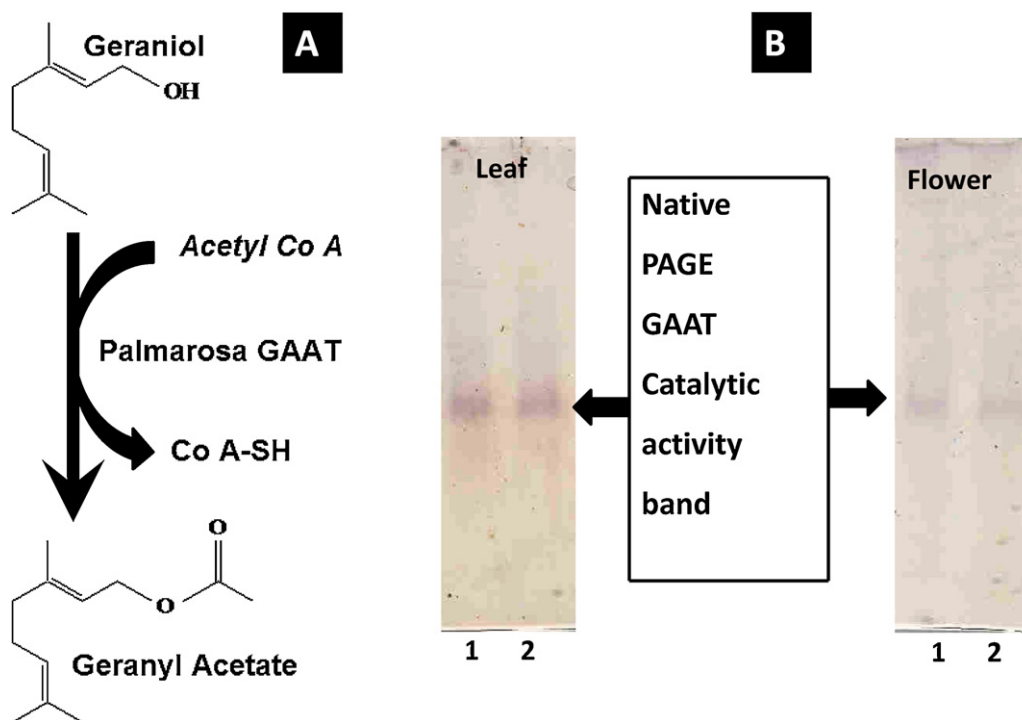 Geraniol
OH
Acetyl Co A
Palmarosa GAAT
Co A-SH
O
O
Geranyl Acetate
A
B
Leaf
1 2
Native
PAGE
GAAT
Catalytic
activity
band
Flower
1 2